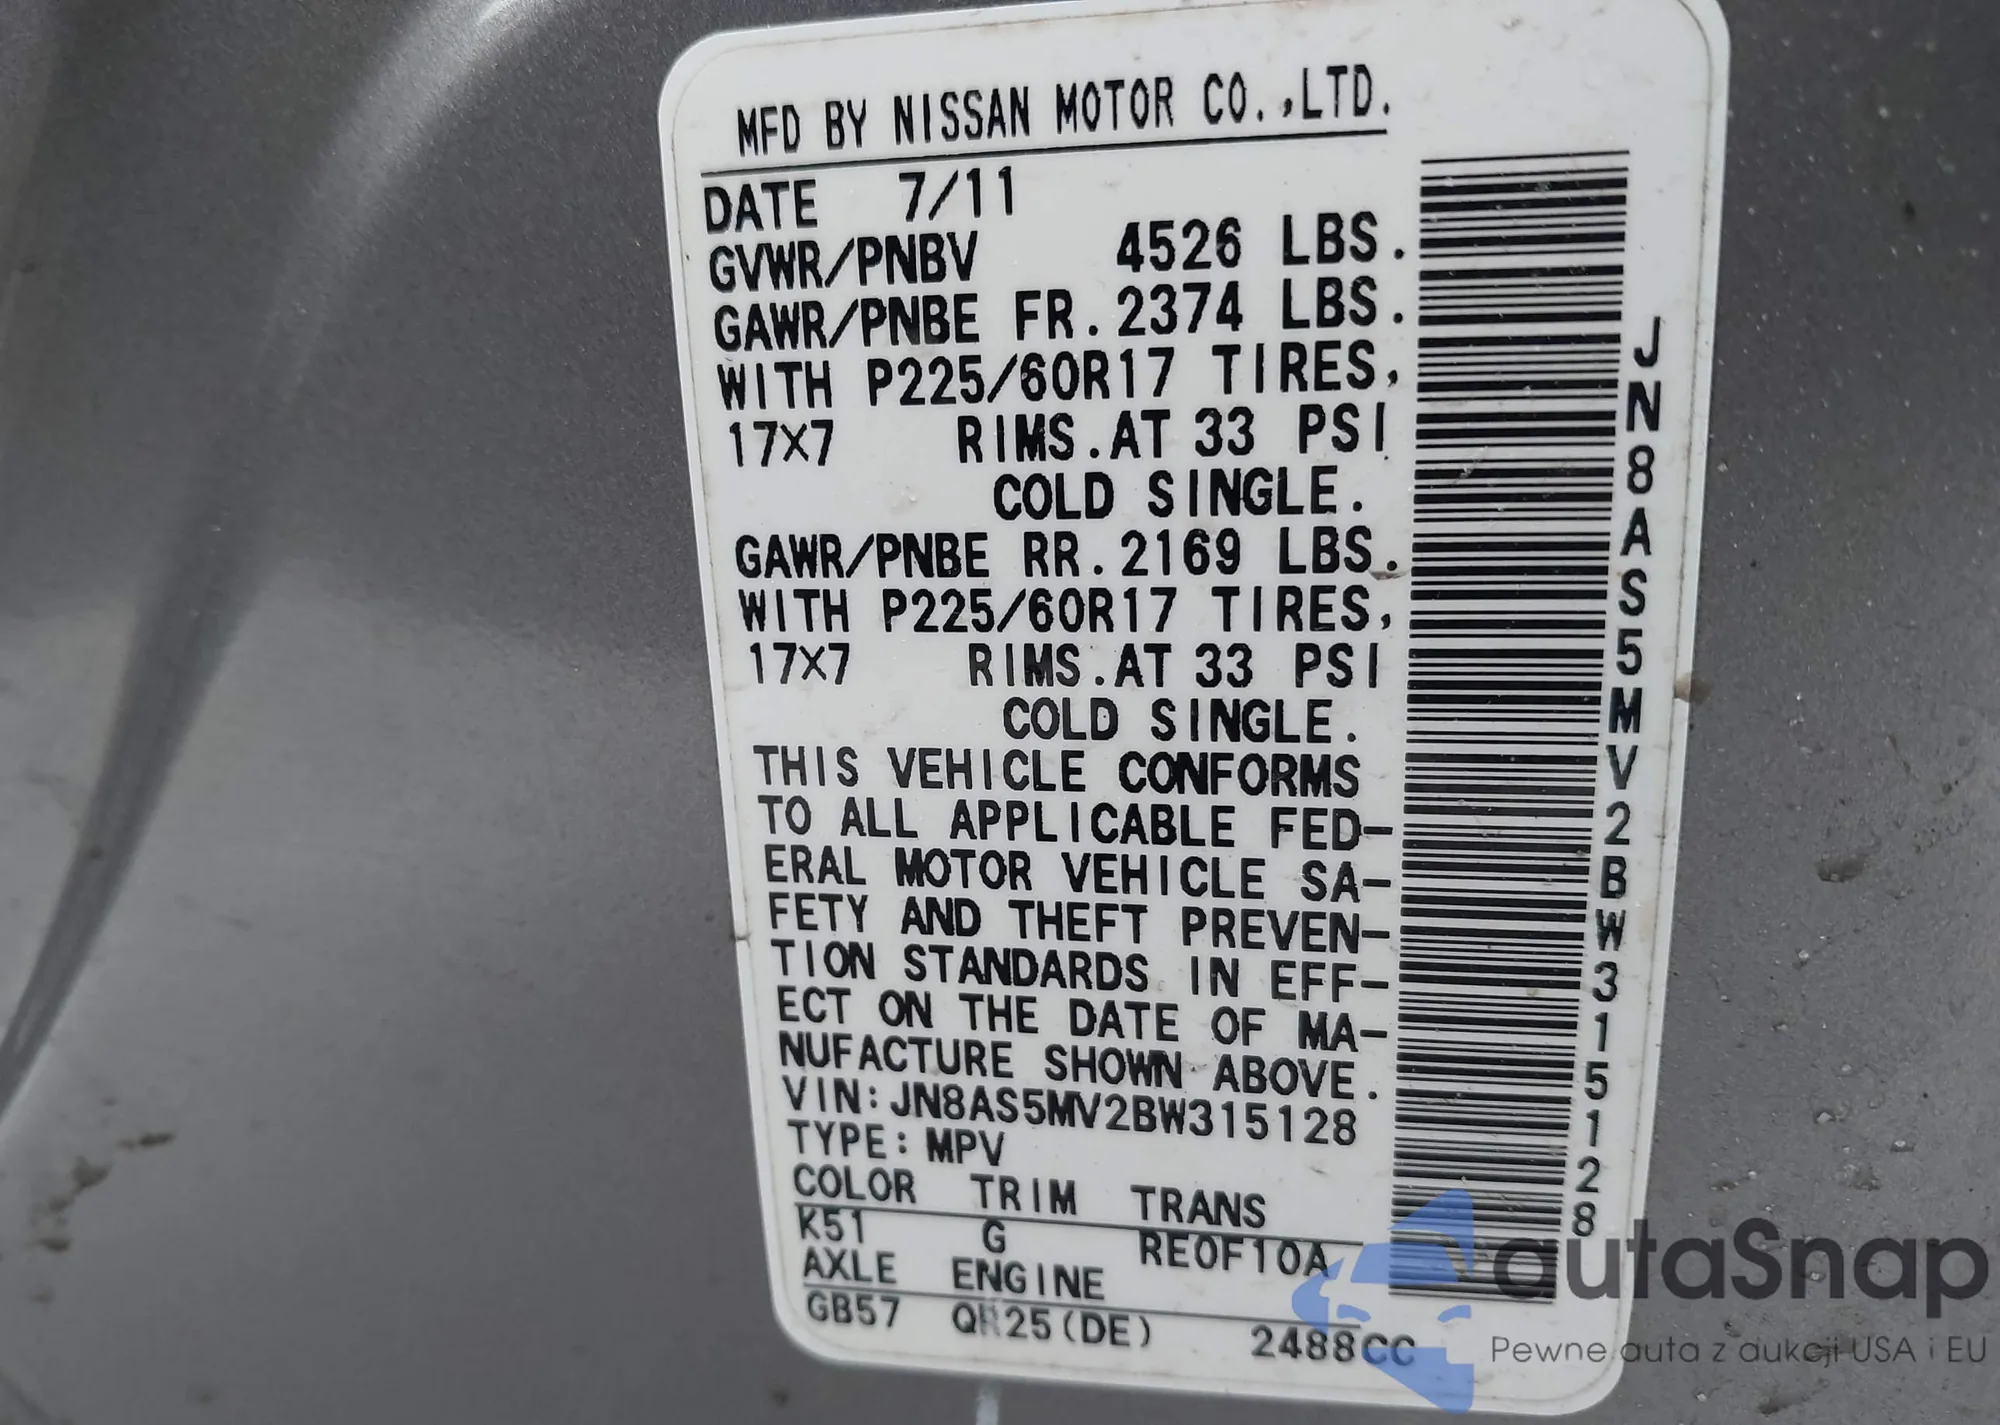 MFD BY NISSAN MOTOR CO.,LTD.
DATE 7/11
GVWR/PNBV 4526 LBS.
GAWR/PNBE FR.2374 LBS.
WITH P225/60R17 TIRES,
17X7 RIMS.AT 33 PSI
COLD SINGLE.
GAWR/PNBE RR.2169 LBS.
WITH P225/60R17 TIRES,
17X7 RIMS.AT 33 PSI
COLD SINGLE.
THIS VEHICLE CONFORMS
TO ALL APPLICABLE FED-
ERAL MOTOR VEHICLE SA-
FETY AND THEFT PREVEN-
TION STANDARDS IN EFF-
ECT ON THE DATE OF MA-
NUFACTURE SHOWN ABOVE.
VIN:JN8AS5MV2BW315128
TYPE:MPV
COLOR TRIM TRANS
K51 G RE0F10A
AXLE ENGINE
GB57 QR25(DE) 2488CC
JN8AS5MV2BW315128
autaSnap
Pewne auta z aukcji USA i EU